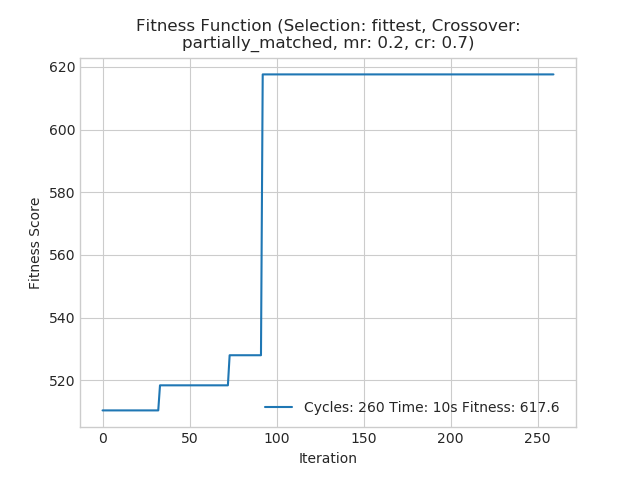 Fitness Function (Selection: fittest, Crossover:
partially_matched, mr: 0.2, cr: 0.7)
Fitness Score
620
600
580
560
540
520
Cycles: 260 Time: 10s Fitness: 617.6
0 50 100 150 200 250
Iteration